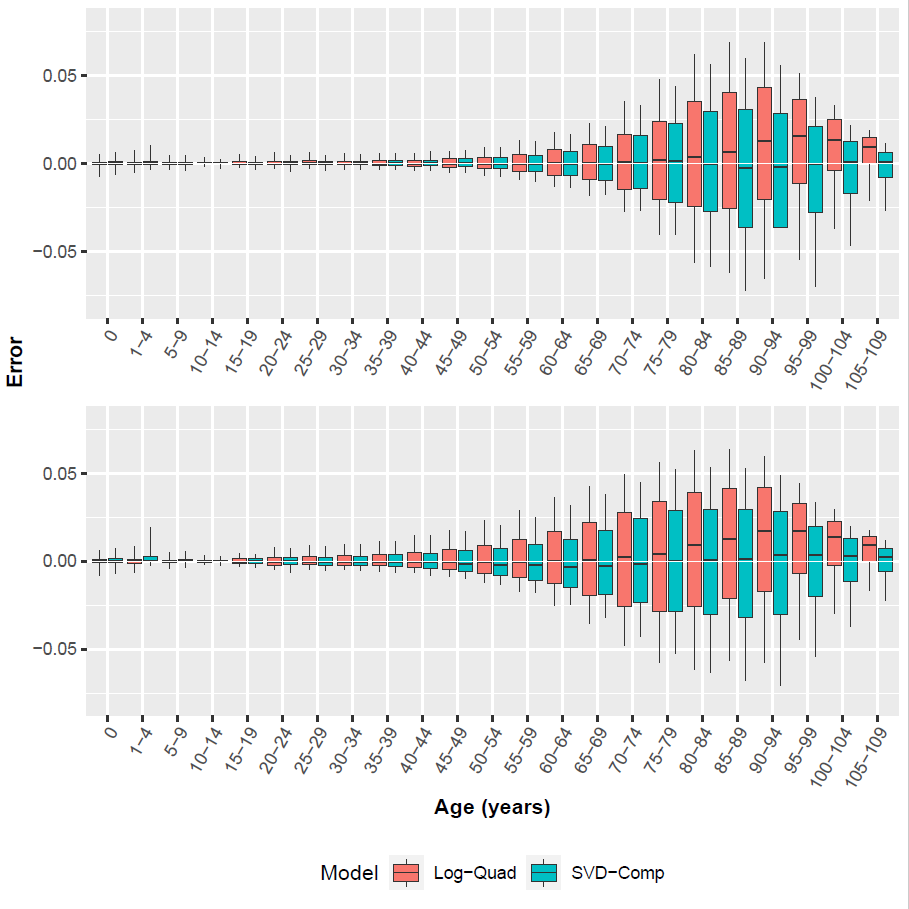 0.05
0.00
−0.05
0 1−4 5−9 10−14 15−19 20−24 25−29 30−34 35−39 40−44 45−49 50−54 55−59 60−64 65−69 70−74 75−79 80−84 85−89 90−94 95−99 100−104 105−109
Error
0.05
0.00
−0.05
0 1−4 5−9 10−14 15−19 20−24 25−29 30−34 35−39 40−44 45−49 50−54 55−59 60−64 65−69 70−74 75−79 80−84 85−89 90−94 95−99 100−104 105−109
Age (years)
Model Log−Quad SVD−Comp